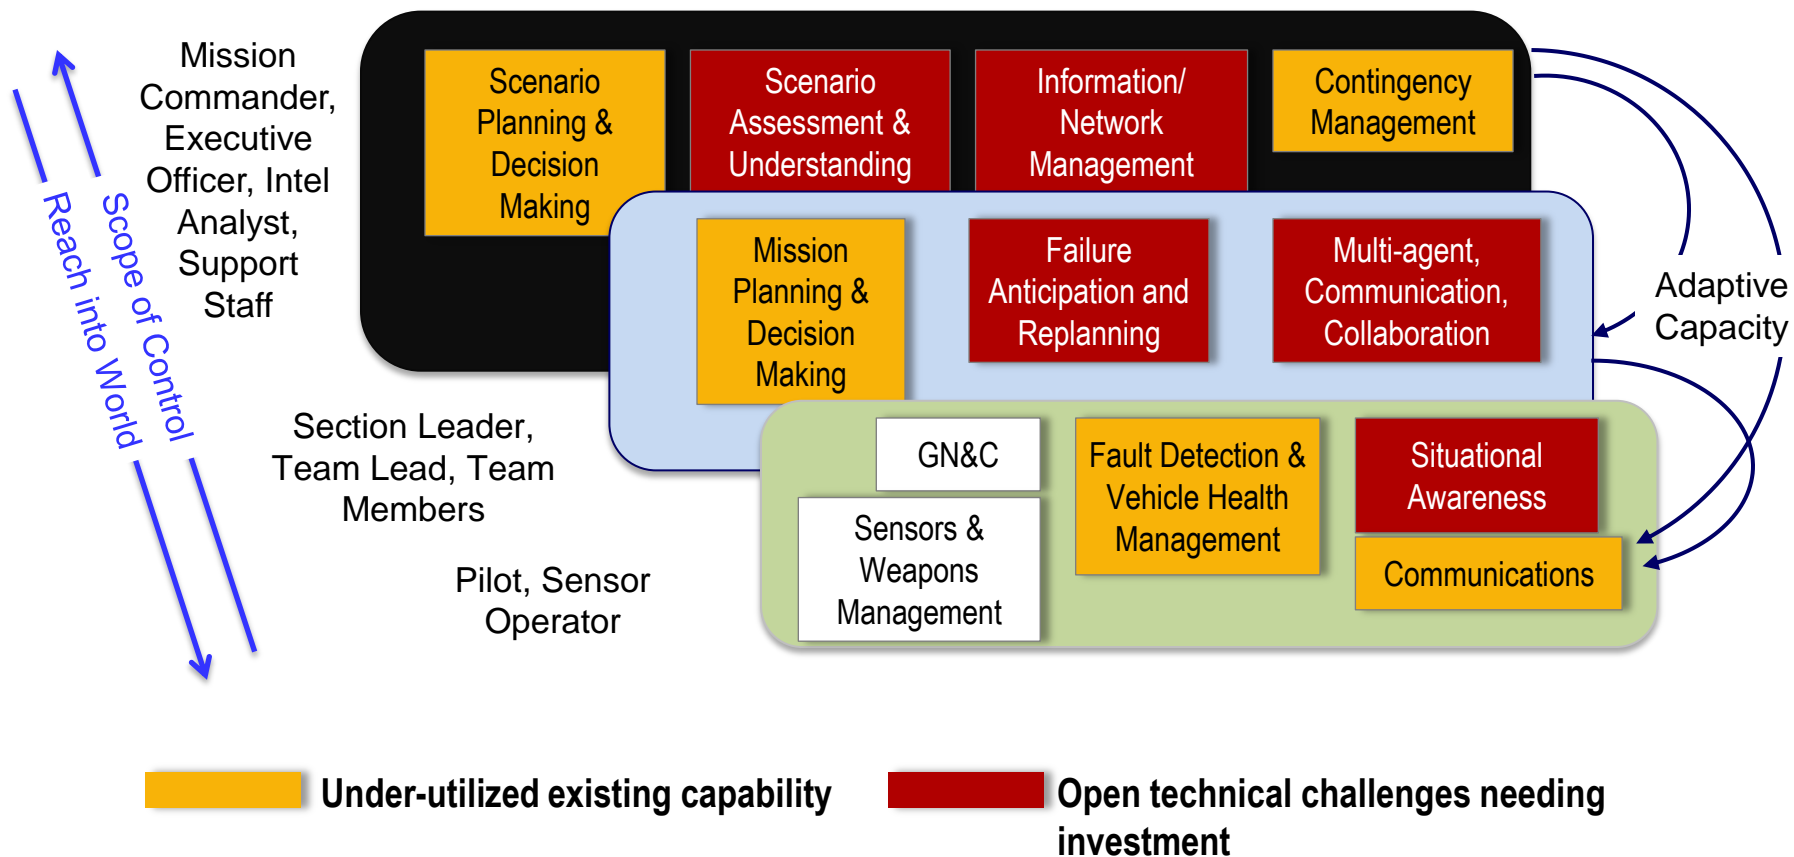 Mission
Commander,
Executive
Officer, Intel
Analyst,
Support
Staff
Scope of Control
Reach into World
Scenario
Planning &
Decision
Making
Scenario
Assessment &
Understanding
Information/
Network
Management
Contingency
Management
Mission
Planning &
Decision
Making
Failure
Anticipation and
Replanning
Multi-agent,
Communication,
Collaboration
Adaptive
Capacity
Section Leader,
Team Lead, Team
Members
GN&C
Sensors &
Weapons
Management
Fault Detection &
Vehicle Health
Management
Situational
Awareness
Communications
Pilot, Sensor
Operator
Under-utilized existing capability
Open technical challenges needing
investment